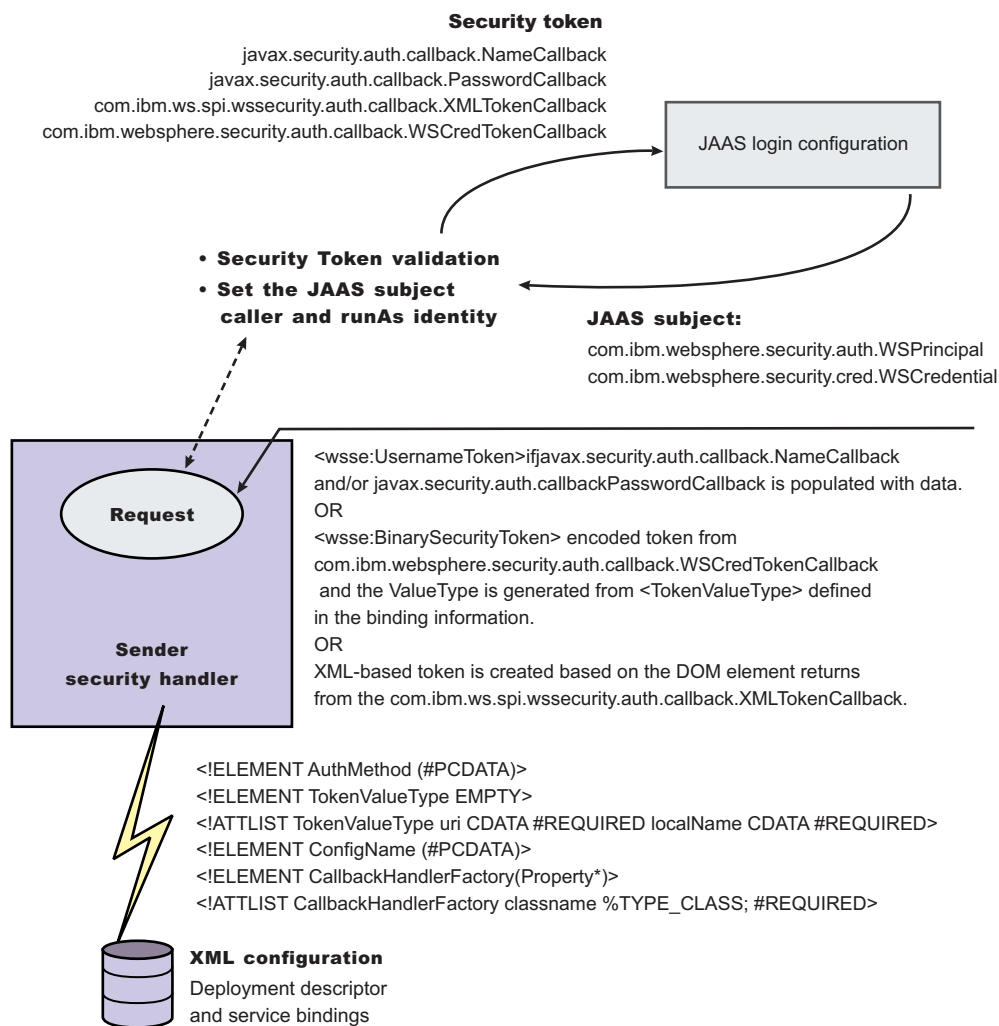 Security token
javax.security.auth.callback.NameCallback
javax.security.auth.callback.PasswordCallback
com.ibm.ws.spi.wssecurity.auth.callback.XMLTokenCallback
com.ibm.websphere.security.auth.callback.WSCredTokenCallback
JAAS login configuration
• Security Token validation
• Set the JAAS subject
caller and runAs identity
JAAS subject:
com.ibm.websphere.security.auth.WSPrincipal
com.ibm.websphere.security.cred.WSCredential
Request
Sender
security handler
<wsse:UsernameToken>ifjavax.security.auth.callback.NameCallback
and/or javax.security.auth.callbackPasswordCallback is populated with data.
OR
<wsse:BinarySecurityToken> encoded token from
com.ibm.websphere.security.auth.callback.WSCredTokenCallback
and the ValueType is generated from <TokenValueType> defined
in the binding information.
OR
XML-based token is created based on the DOM element returns
from the com.ibm.ws.spi.wssecurity.auth.callback.XMLTokenCallback.
<!ELEMENT AuthMethod (#PCDATA)>
<!ELEMENT TokenValueType EMPTY>
<!ATTLIST TokenValueType uri CDATA #REQUIRED localName CDATA #REQUIRED>
<!ELEMENT ConfigName (#PCDATA)>
<!ELEMENT CallbackHandlerFactory(Property*)>
<!ATTLIST CallbackHandlerFactory classname %TYPE_CLASS; #REQUIRED>
XML configuration
Deployment descriptor
and service bindings